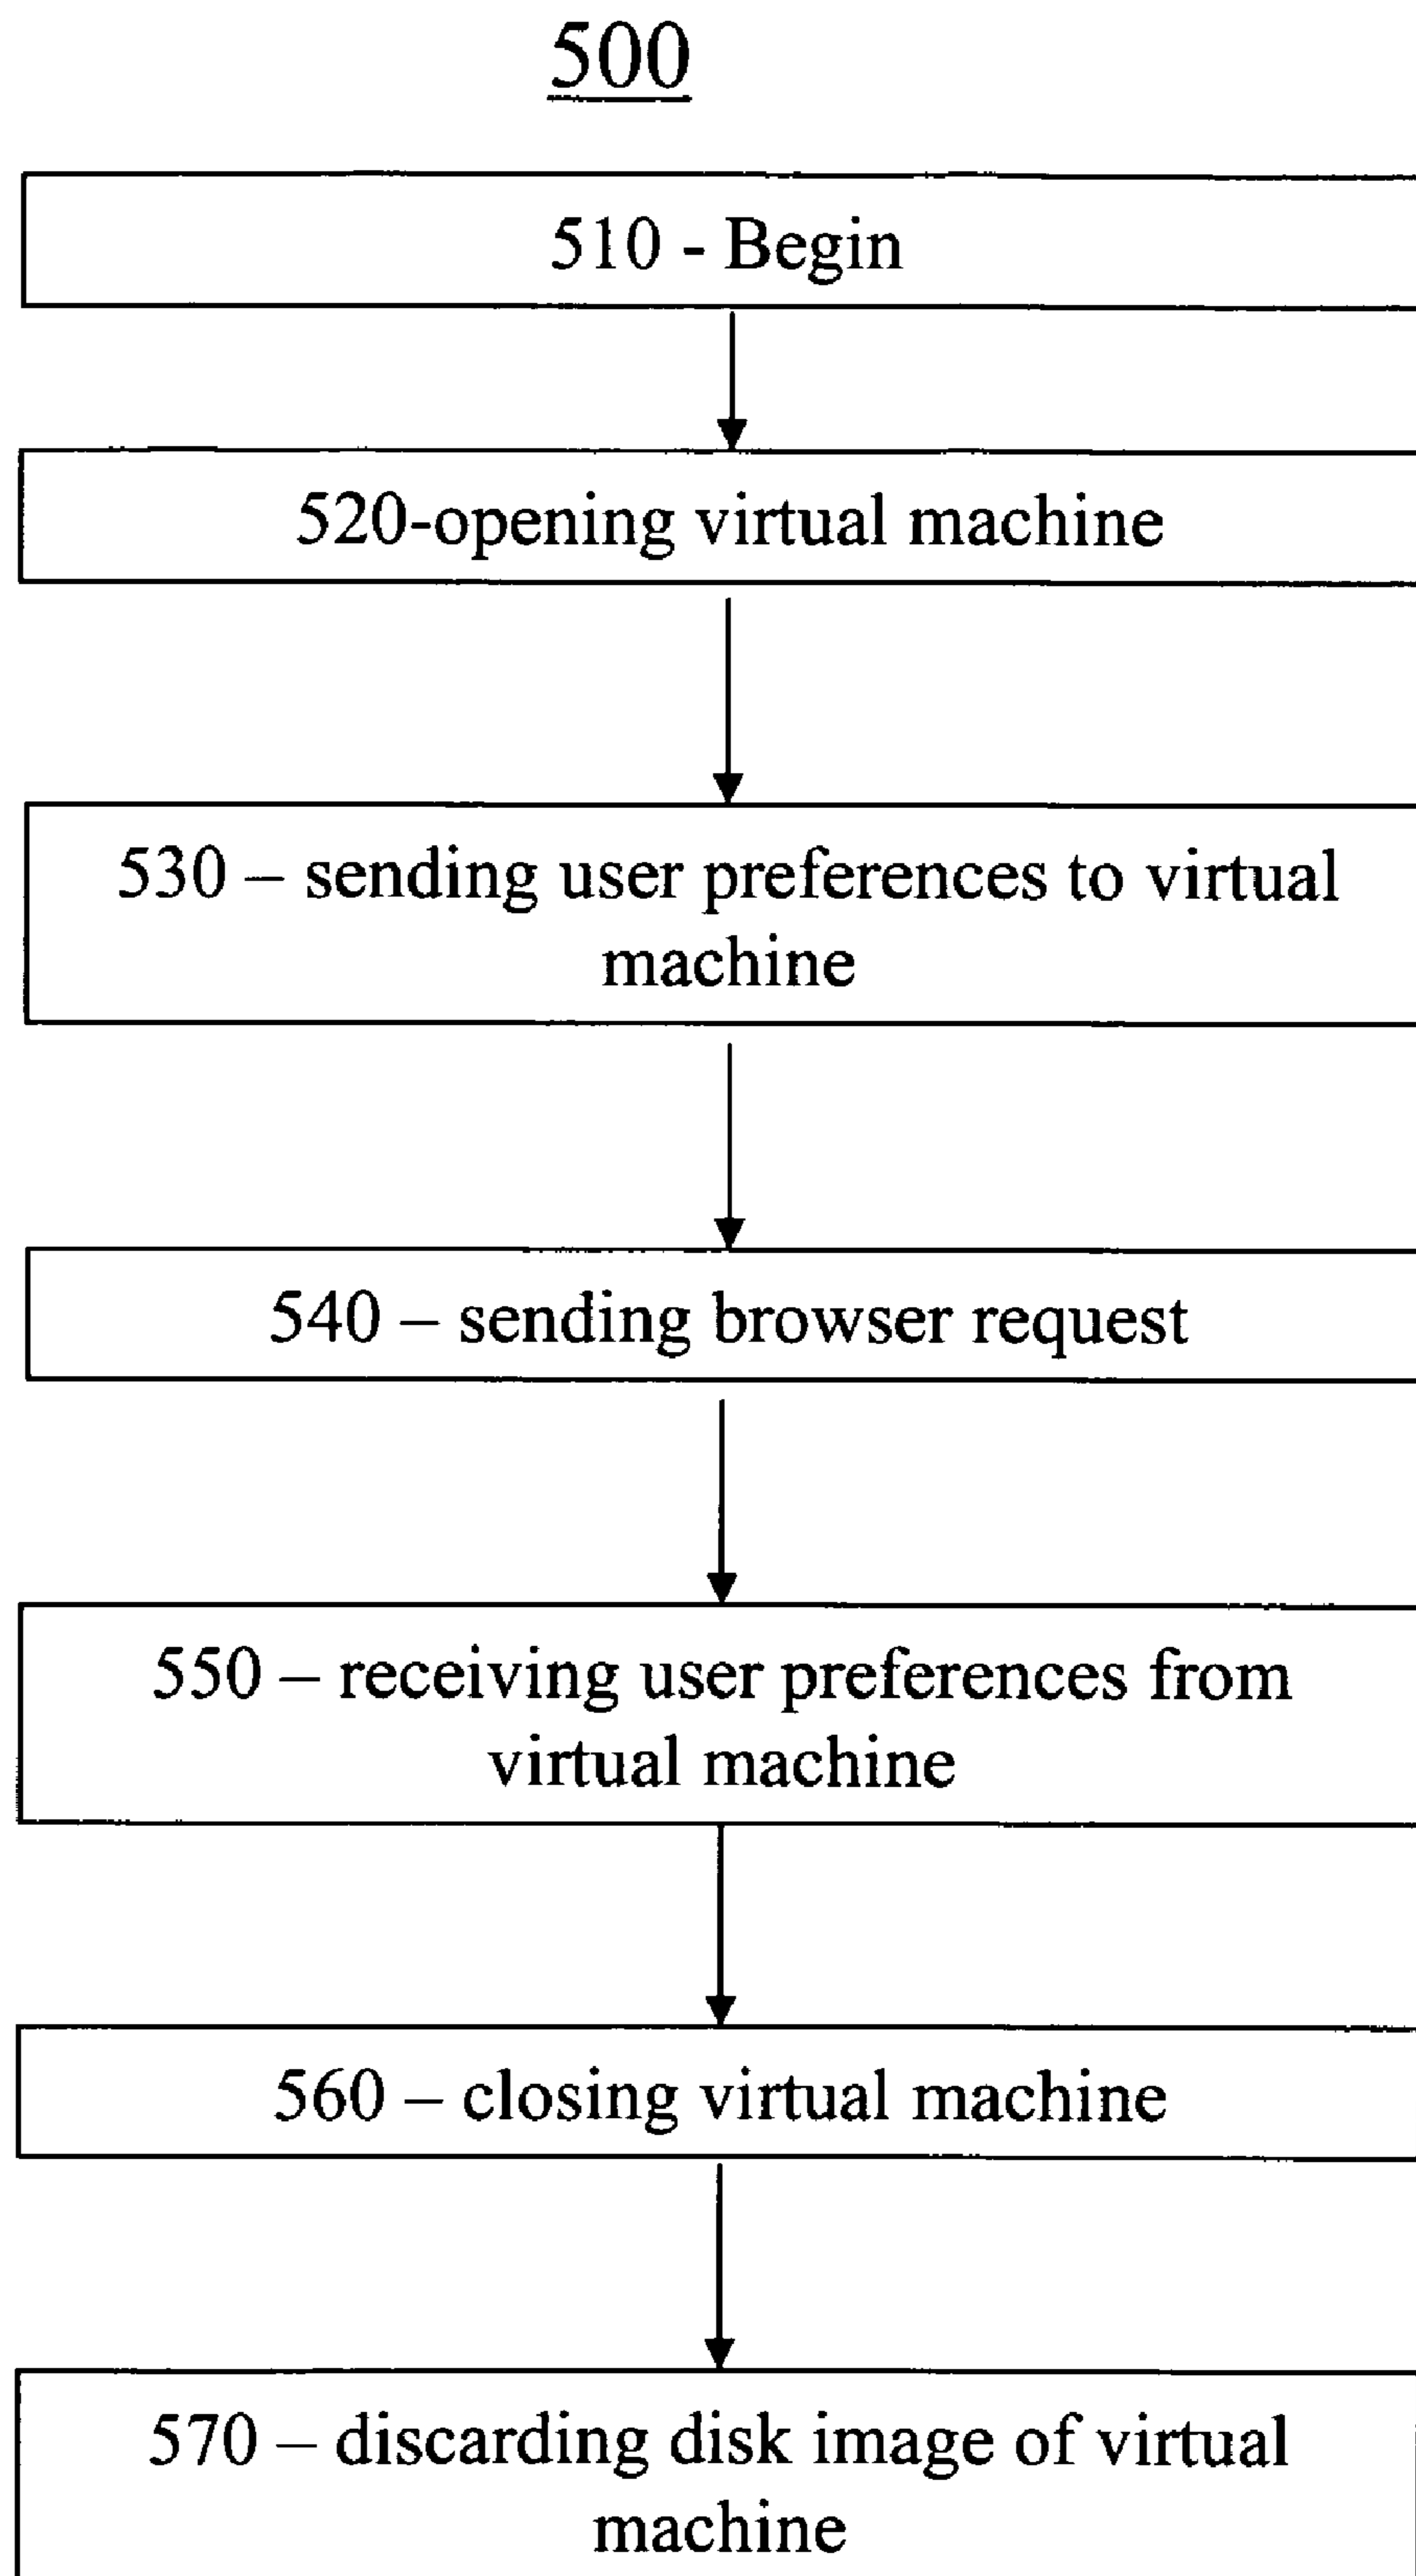 500
510 - Begin
520-opening virtual machine
530 – sending user preferences to virtual
machine
540 – sending browser request
550 – receiving user preferences from
virtual machine
560 – closing virtual machine
570 – discarding disk image of virtual
machine